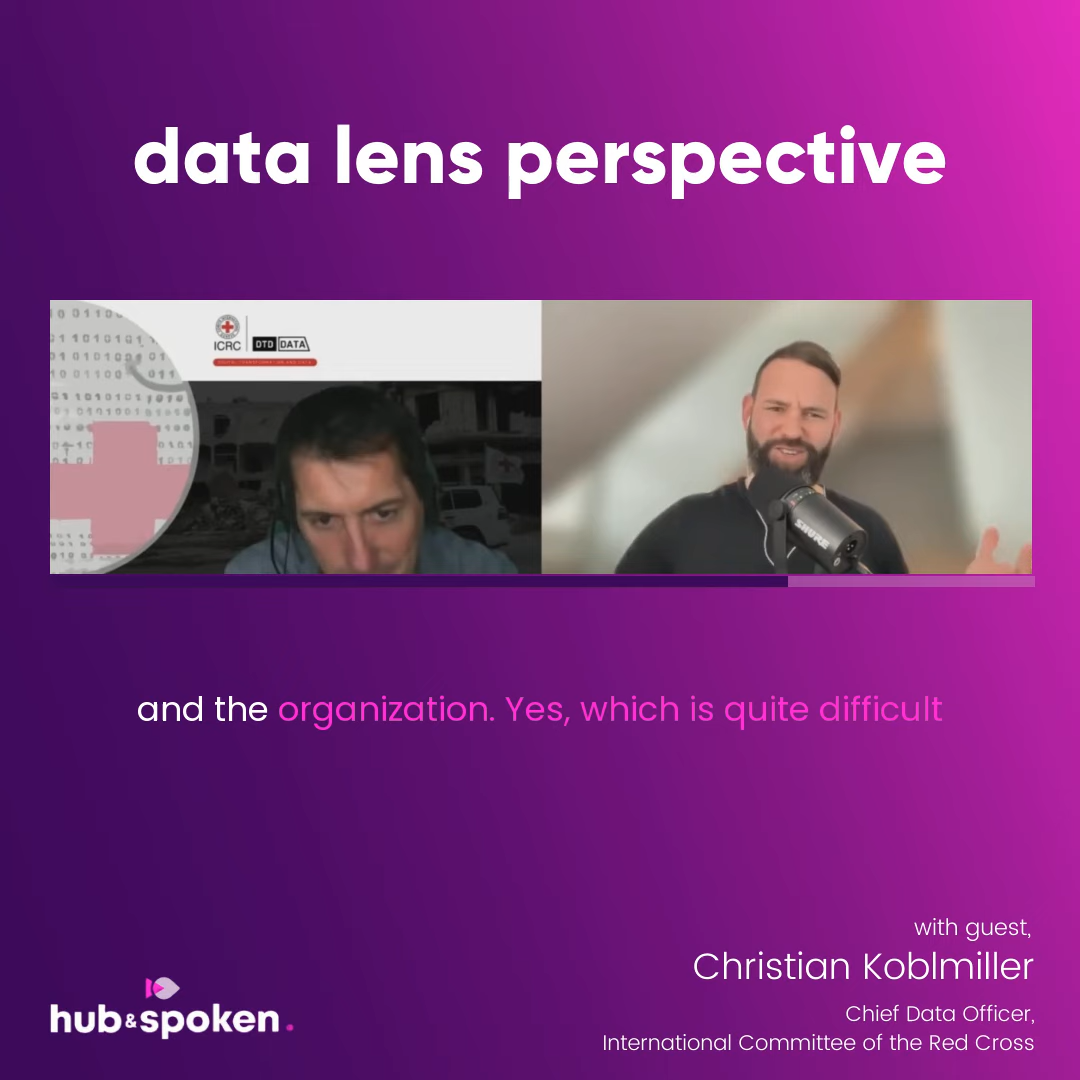 data lens perspective
ICRC
DTD DATA
SHURE
and the organization. Yes, which is quite difficult
with guest,
Christian Koblmiller
Chief Data Officer,
International Committee of the Red Cross
hub&spoken.